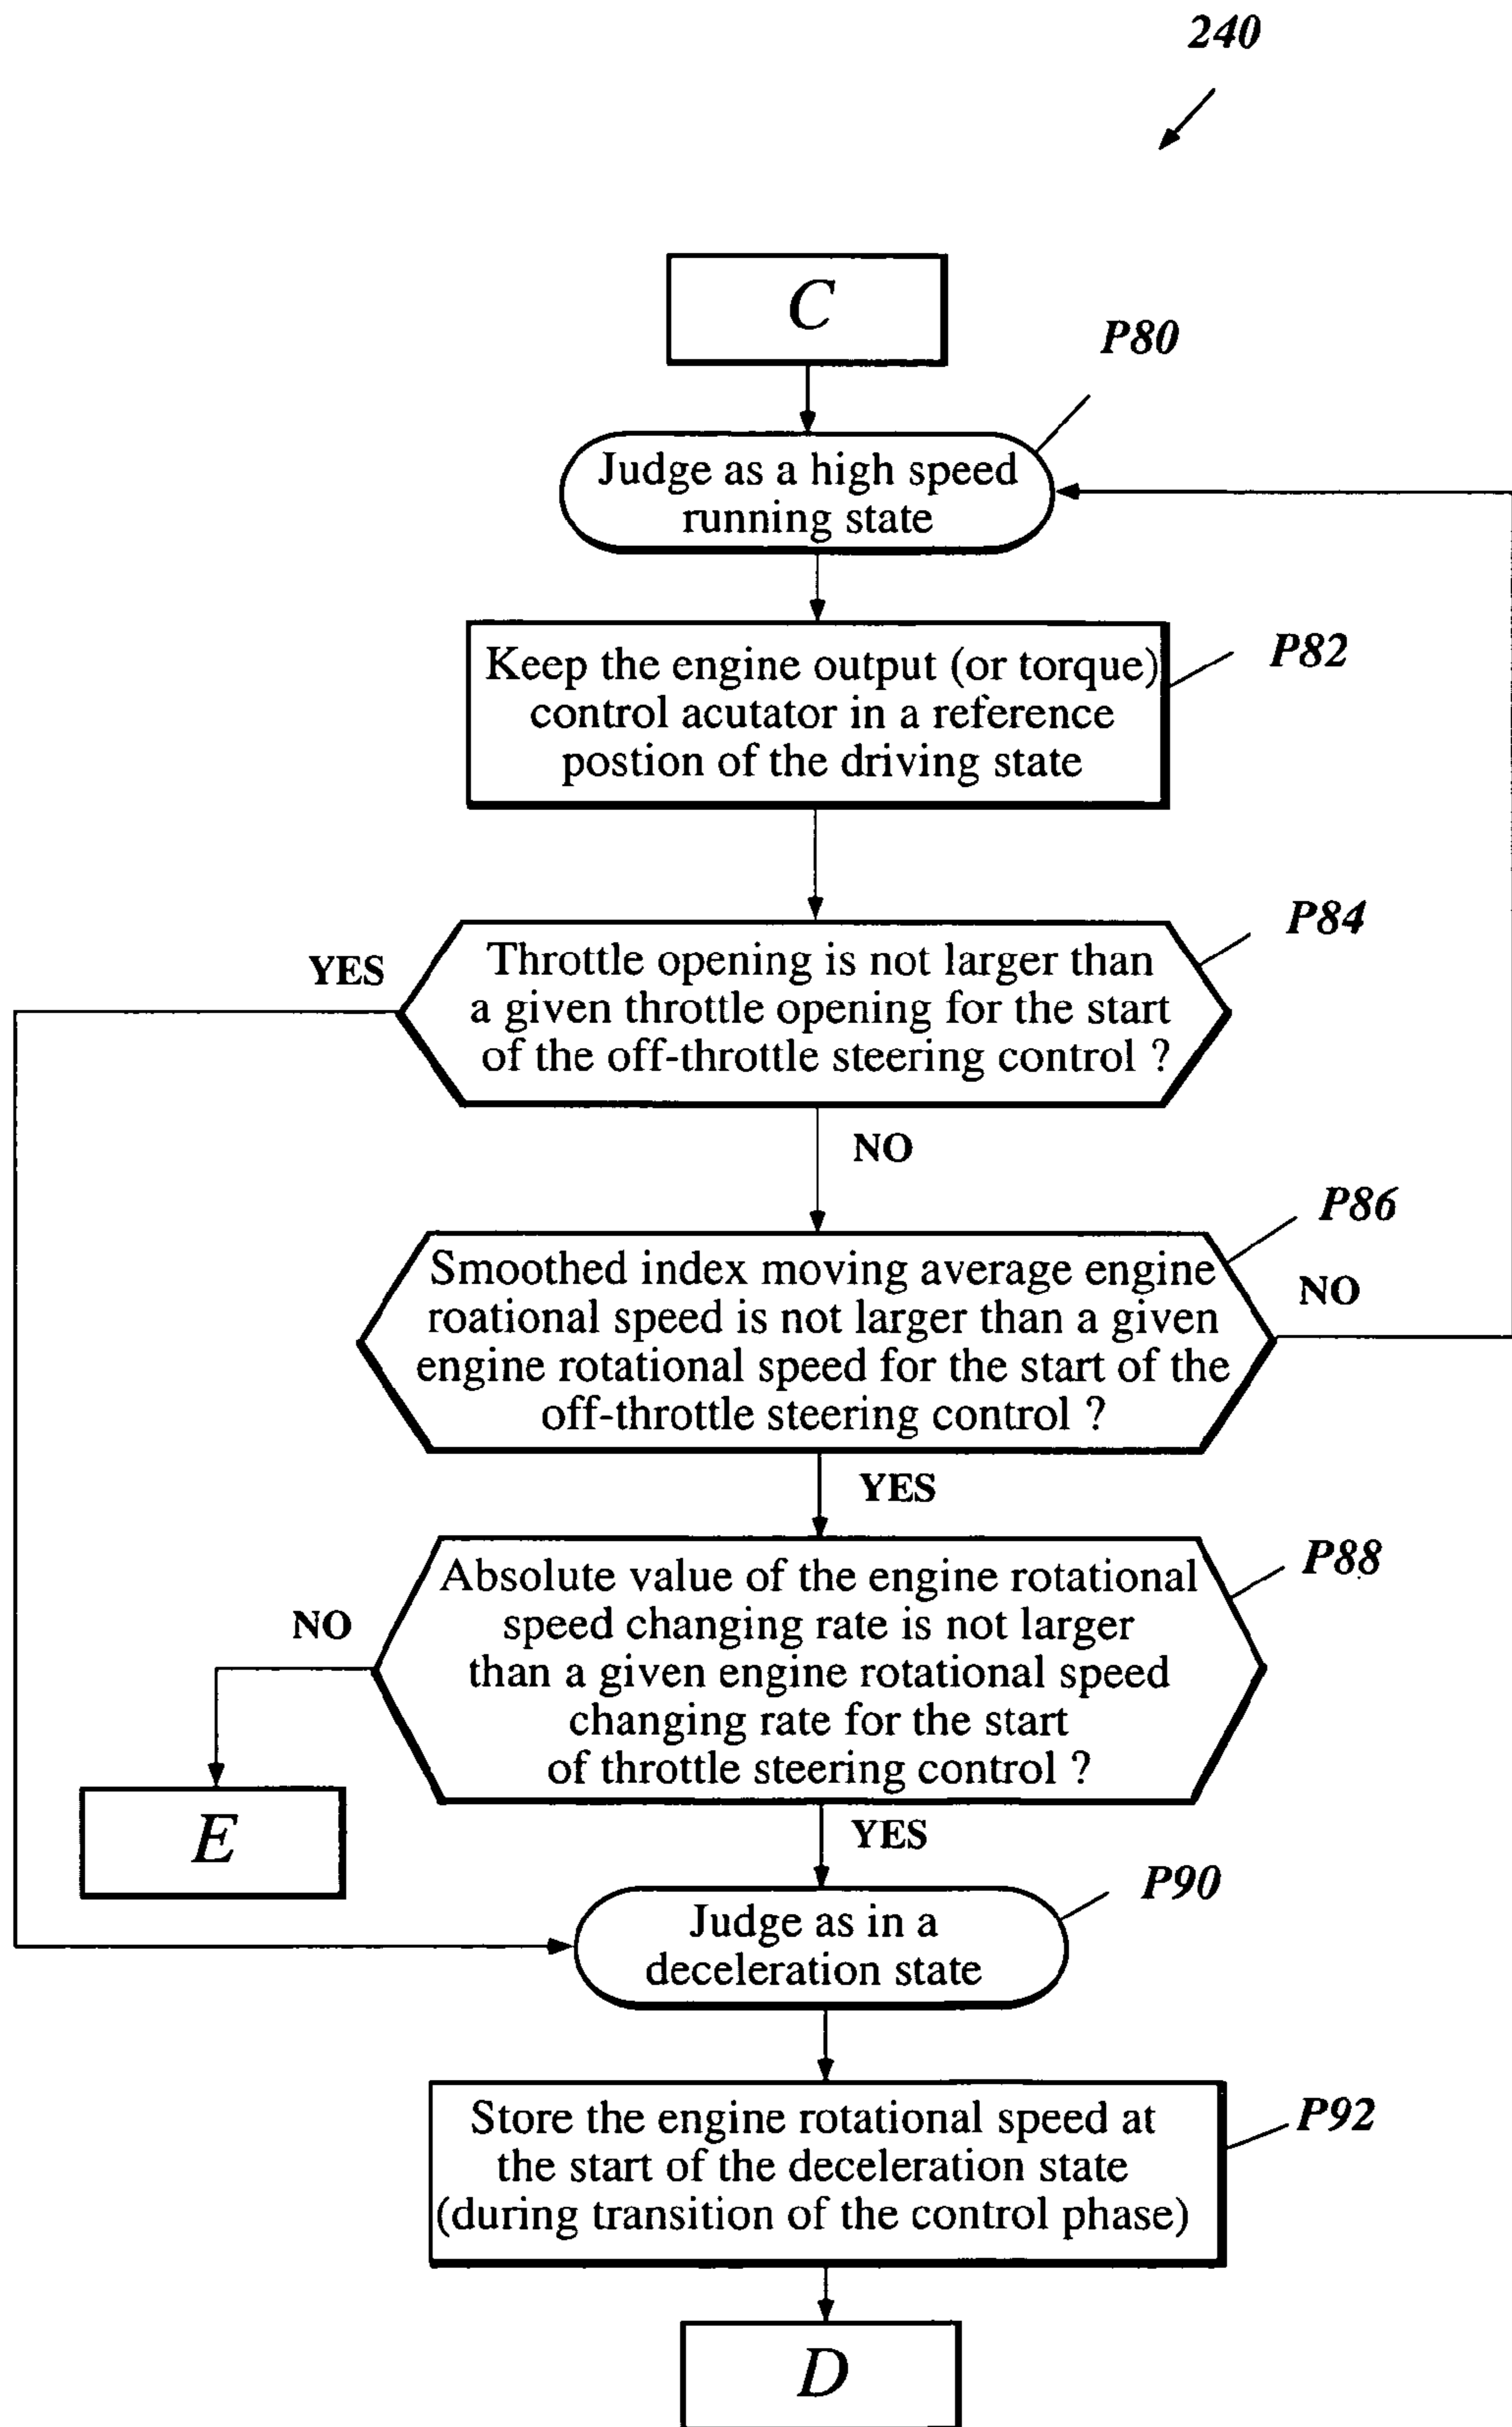 240
C
P80
Judge as a high speed
running state
P82
Keep the engine output (or torque)
control acutator in a reference
postion of the driving state
P84
YES
Throttle opening is not larger than
a given throttle opening for the start
of the off-throttle steering control ?
NO
P86
Smoothed index moving average engine
roational speed is not larger than a given
engine rotational speed for the start of the
off-throttle steering control ?
NO
YES
P88
Absolute value of the engine rotational
speed changing rate is not larger
than a given engine rotational speed
changing rate for the start
of throttle steering control ?
NO
E
YES
P90
Judge as in a
deceleration state
P92
Store the engine rotational speed at
the start of the deceleration state
(during transition of the control phase)
D